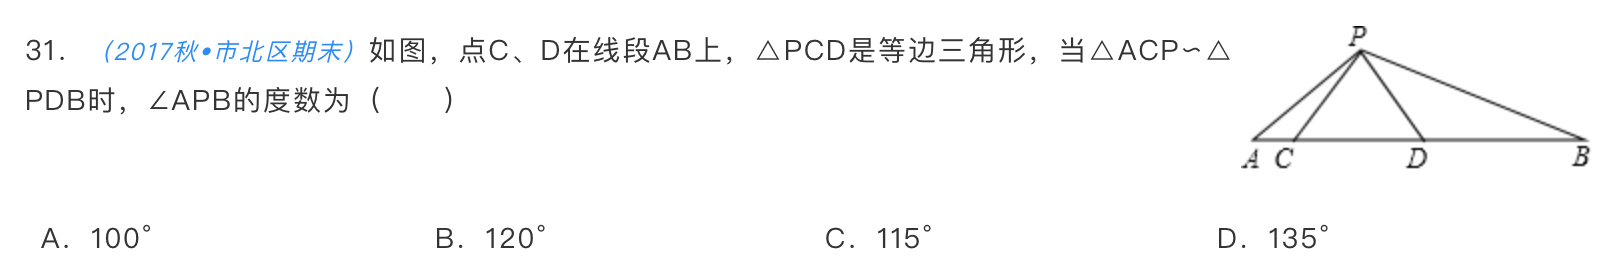 31. （2017秋•市北区期末）如图，点C、D在线段AB上，△PCD是等边三角形，当△ACP∽△
PDB时，∠APB的度数为（　　）
P
A C D B
A. 100° B. 120° C. 115° D. 135°